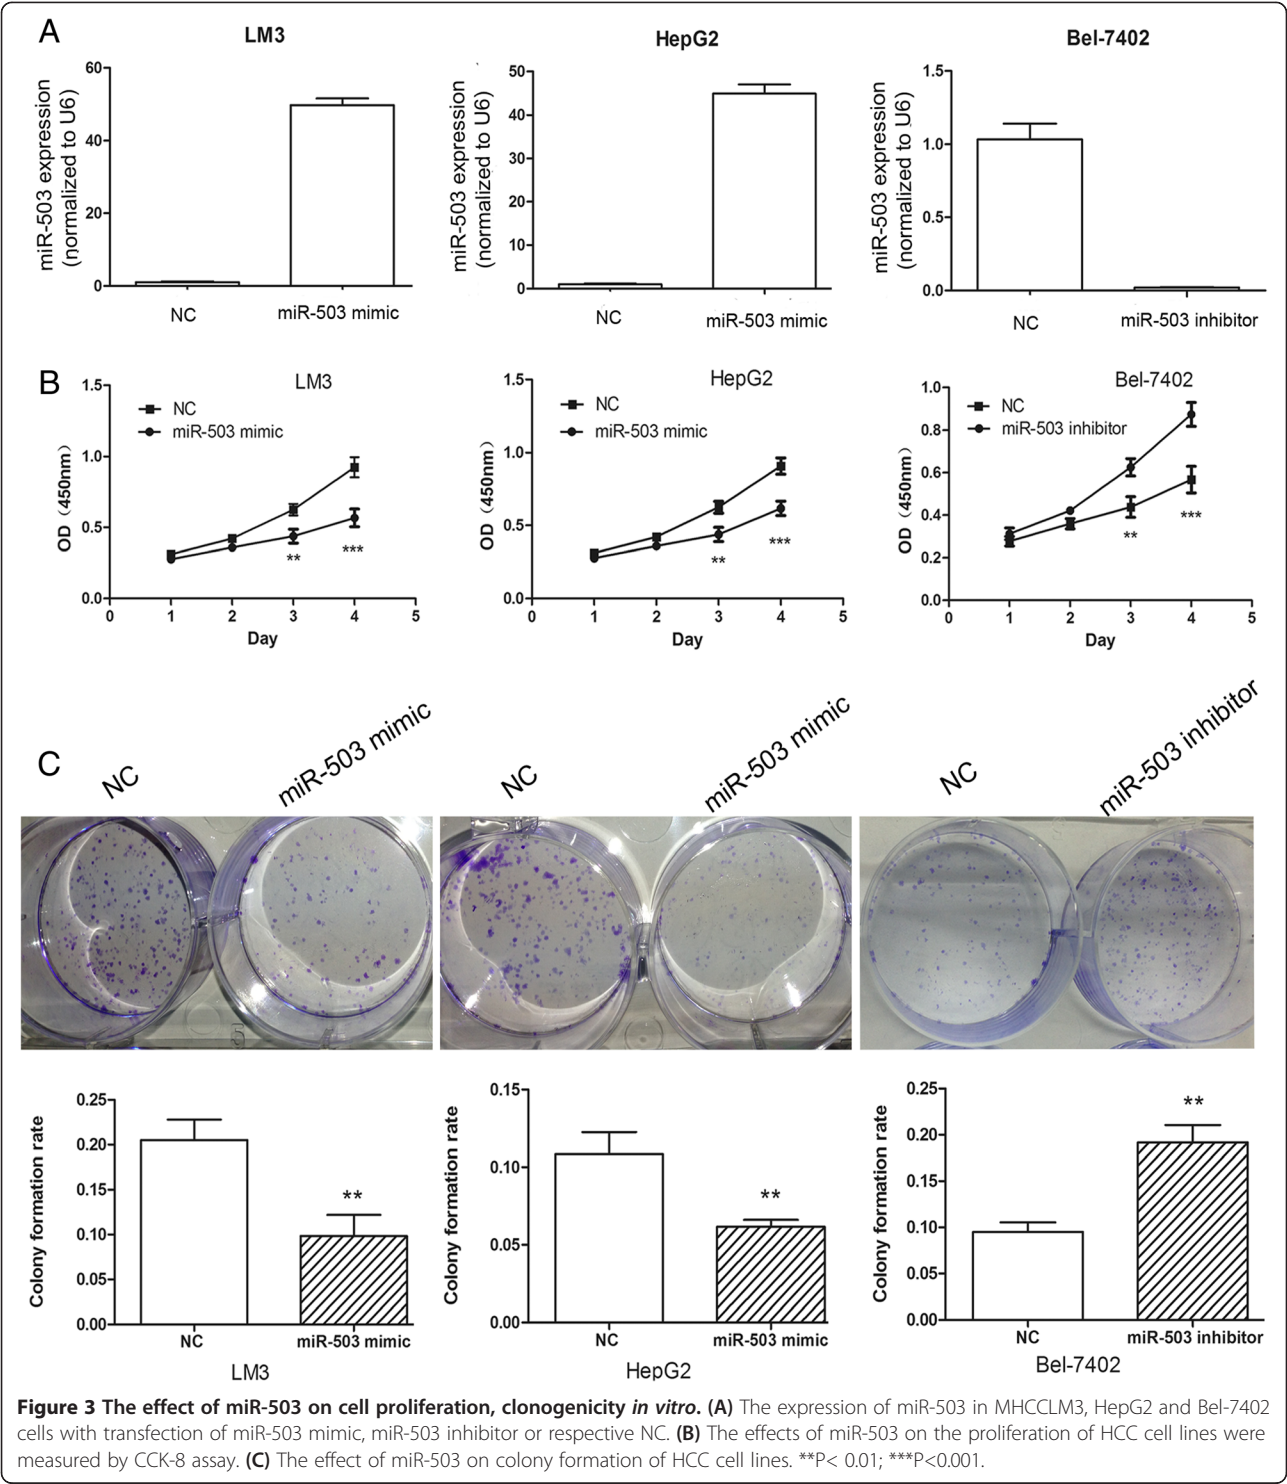 A
LM3
HepG2
Bel-7402
miR-503 expression
(normalized to U6)
60
40
20
0
NC
miR-503 mimic
miR-503 expression
(normalized to U6)
50
40
30
20
10
0
NC
miR-503 mimic
miR-503 expression
(normalized to U6)
1.5
1.0
0.5
0.0
NC
miR-503 inhibitor
B
LM3
NC
miR-503 mimic
OD (450nm)
1.5
1.0
0.5
0.0
**
***
0 1 2 3 4 5
Day
HepG2
NC
miR-503 mimic
OD (450nm)
1.5
1.0
0.5
0.0
**
***
0 1 2 3 4 5
Day
Bel-7402
NC
miR-503 inhibitor
OD (450nm)
1.0
0.8
0.6
0.4
0.2
0.0
**
***
0 1 2 3 4 5
Day
C
NC
miR-503 mimic
NC
miR-503 mimic
NC
miR-503 inhibitor
Colony formation rate
0.25
0.20
0.15
0.10
0.05
0.00
**
NC
miR-503 mimic
LM3
Colony formation rate
0.15
0.10
0.05
0.00
**
NC
miR-503 mimic
HepG2
Colony formation rate
0.25
0.20
0.15
0.10
0.05
0.00
**
NC
miR-503 inhibitor
Bel-7402
Figure 3 The effect of miR-503 on cell proliferation, clonogenicity in vitro. (A) The expression of miR-503 in MHCCLM3, HepG2 and Bel-7402
cells with transfection of miR-503 mimic, miR-503 inhibitor or respective NC. (B) The effects of miR-503 on the proliferation of HCC cell lines were
measured by CCK-8 assay. (C) The effect of miR-503 on colony formation of HCC cell lines. **P< 0.01; ***P<0.001.